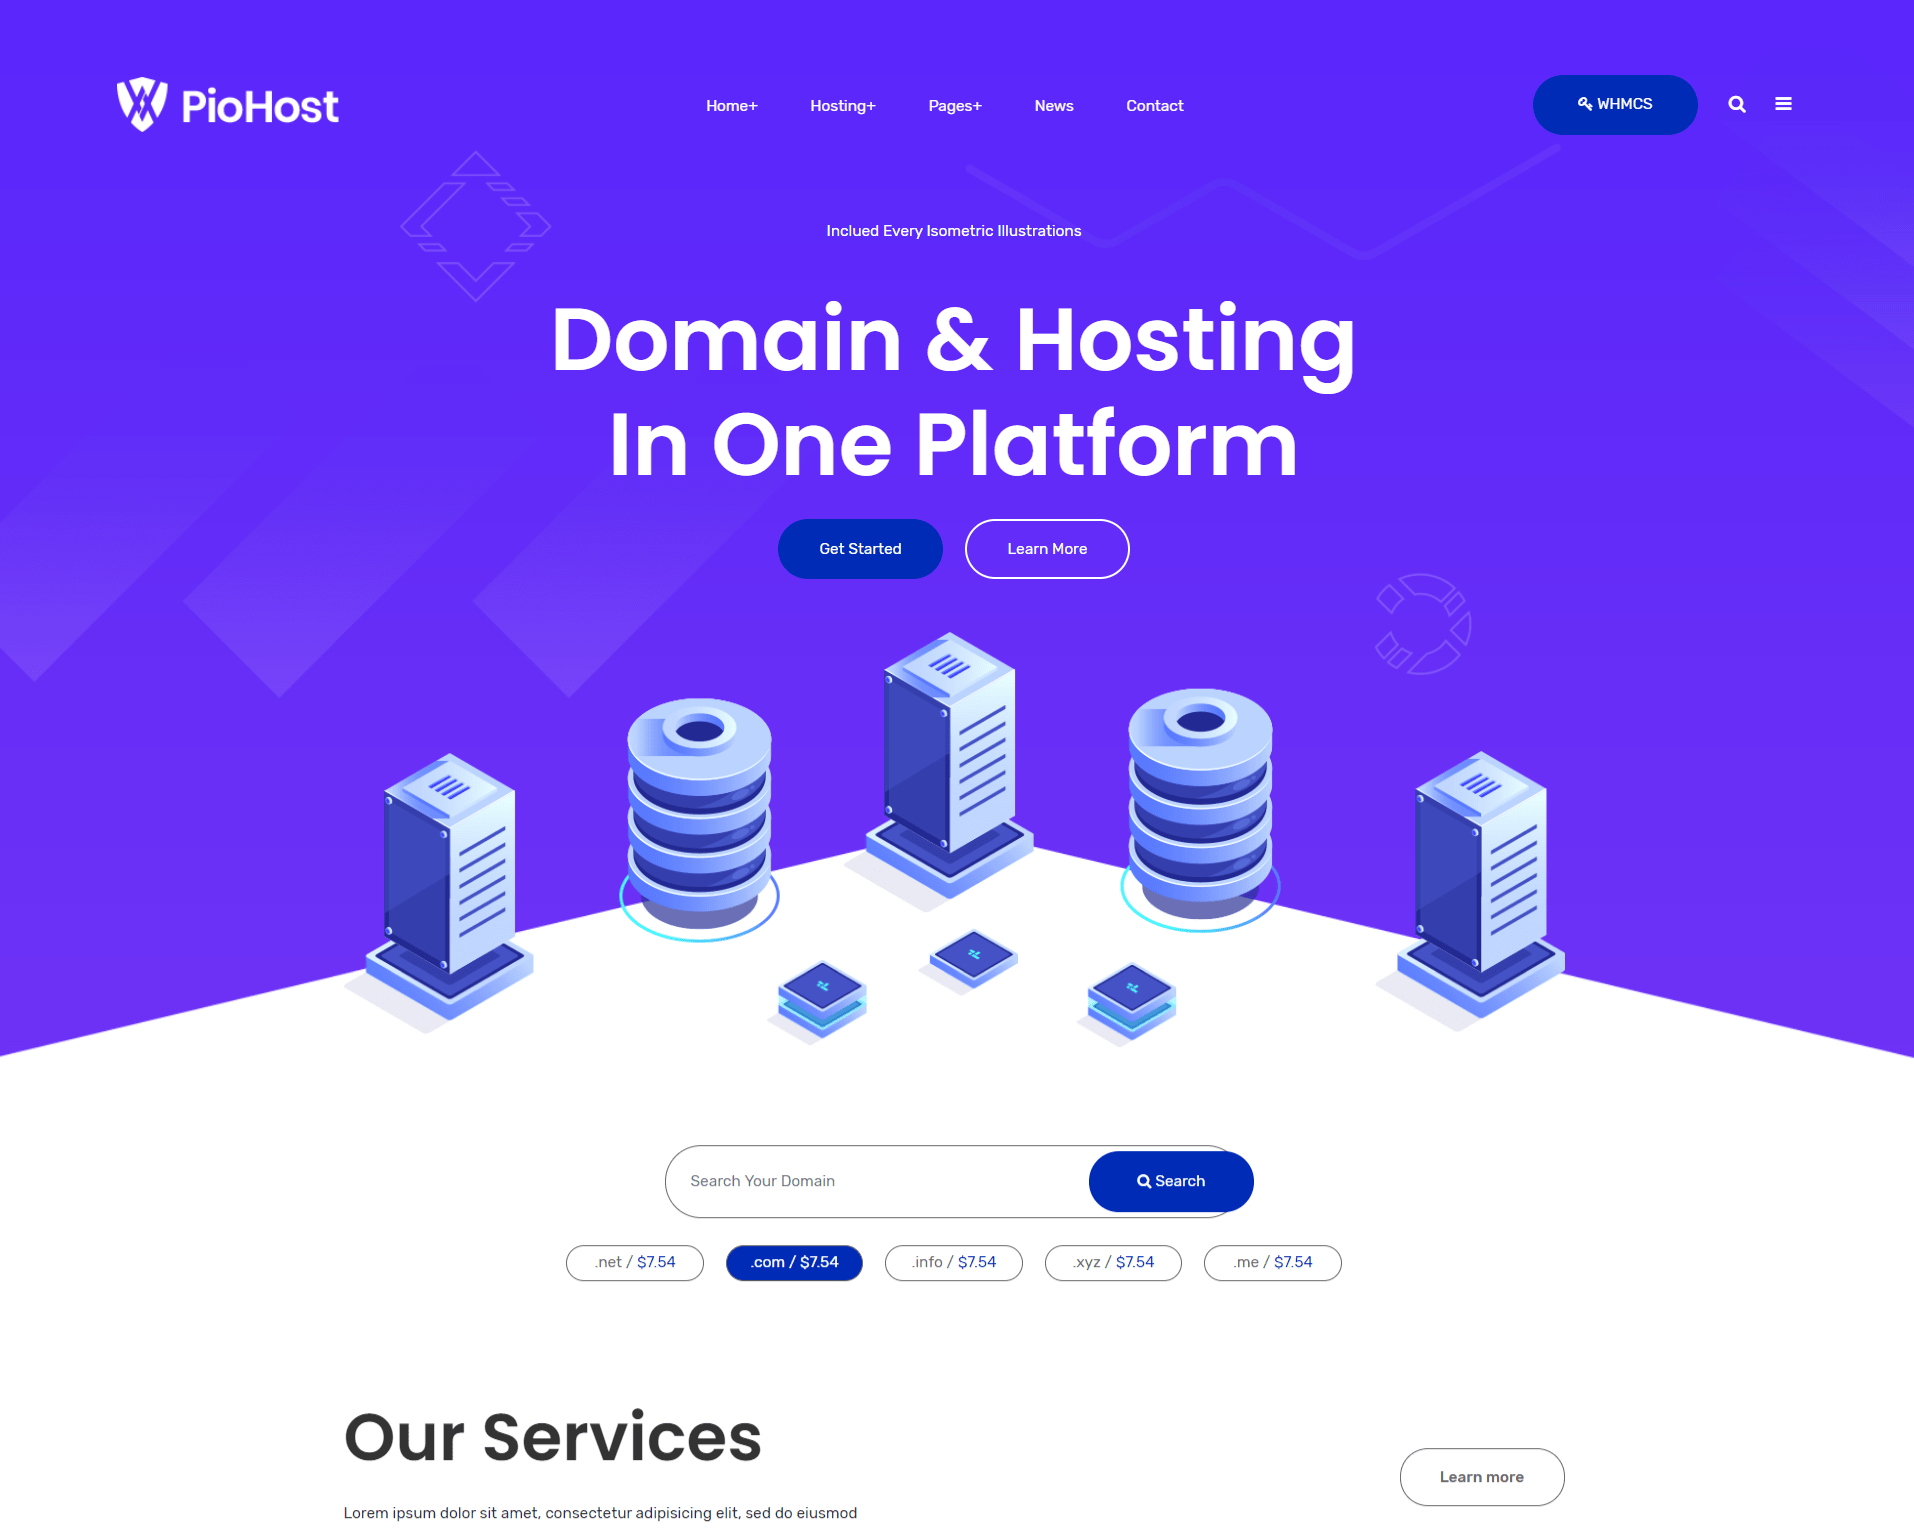 PioHost
Home+ Hosting+ Pages+ News Contact
WHMCS
Inclued Every Isometric Illustrations
Domain & Hosting
In One Platform
Get Started Learn More
Search Your Domain Search
.net / $7.54 .com / $7.54 .info / $7.54 .xyz / $7.54 .me / $7.54
Our Services
Learn more
Lorem ipsum dolor sit amet, consectetur adipisicing elit, sed do eiusmod